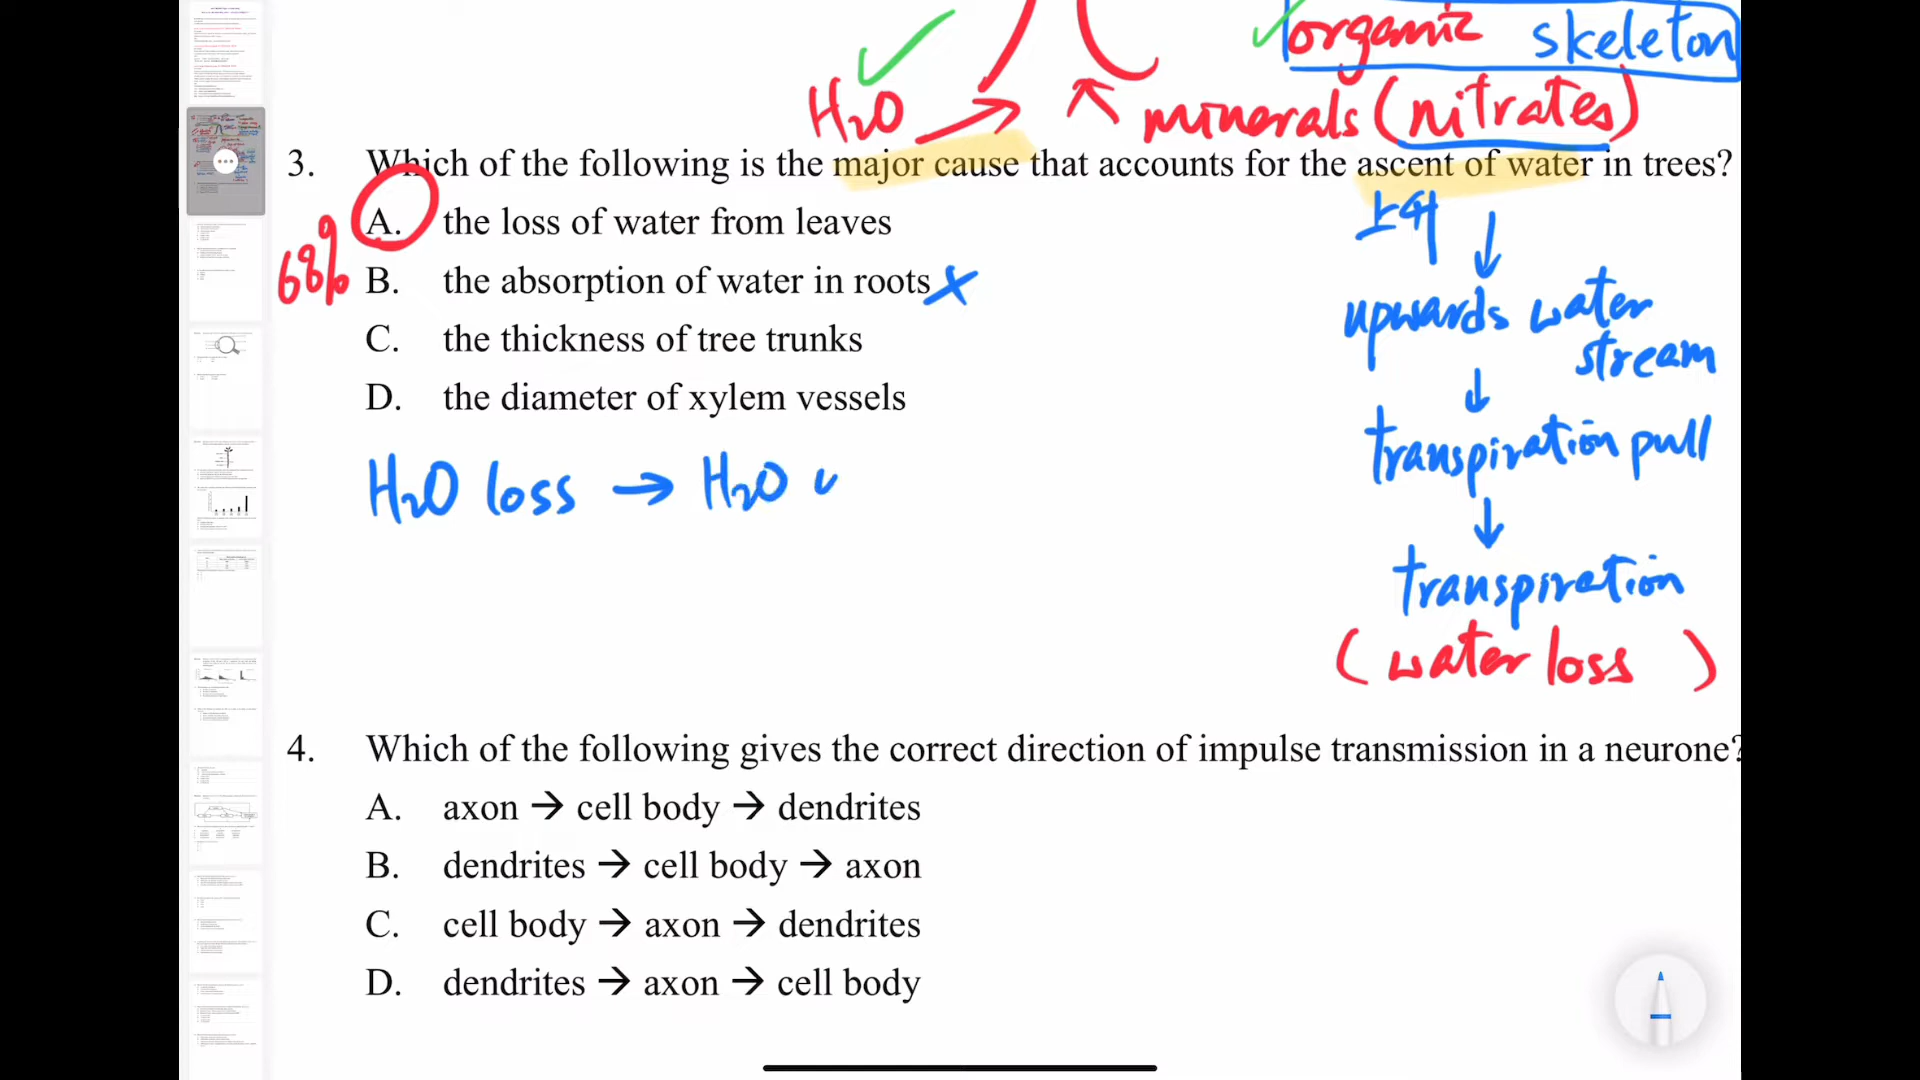 organic skeleton
H2O → minerals (nitrates)
3. Which of the following is the major cause that accounts for the ascent of water in trees?
A. the loss of water from leaves
68%
B. the absorption of water in roots
C. the thickness of tree trunks
D. the diameter of xylem vessels
upwards water stream
↓
transpiration pull
↓
transpiration
(water loss)
H2O loss → H2O
4. Which of the following gives the correct direction of impulse transmission in a neurone?
A. axon → cell body → dendrites
B. dendrites → cell body → axon
C. cell body → axon → dendrites
D. dendrites → axon → cell body